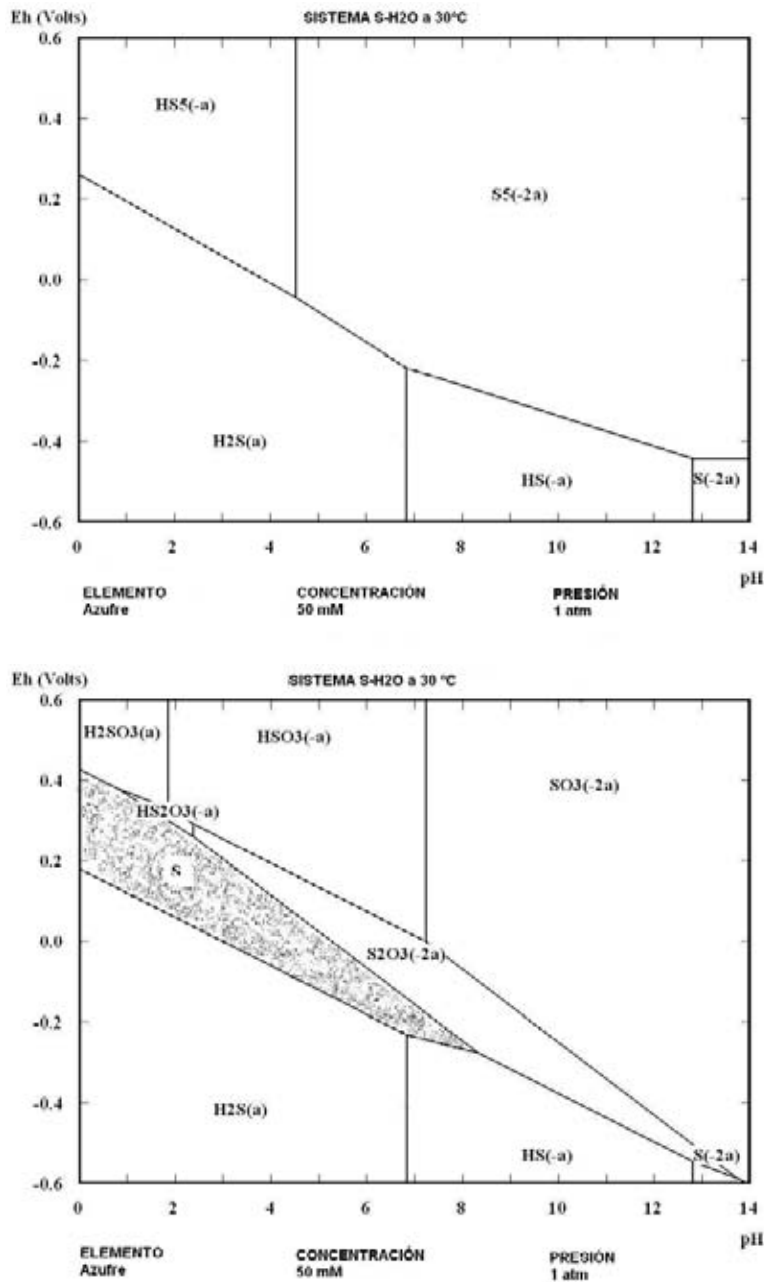 Eh (Volts) SISTEMA S-H2O a 30°C
0.6
HS5(-a)
0.4
0.2
S5(-2a)
0.0
-0.2
H2S(a)
-0.4
HS(-a) S(-2a)
-0.6
0 2 4 6 8 10 12 14
pH
ELEMENTO CONCENTRACIÓN PRESIÓN
Azufre 50 mM 1 atm
Eh (Volts) SISTEMA S-H2O a 30 °C
0.6
H2SO3(a) HSO3(-a)
0.4 SO3(-2a)
HS2O3(-a)
0.2 S
0.0 S2O3(-2a)
-0.2
H2S(a)
-0.4
HS(-a) S(-2a)
-0.6
0 2 4 6 8 10 12 14
pH
ELEMENTO CONCENTRACIÓN PRESIÓN
Azufre 50 mM 1 atm